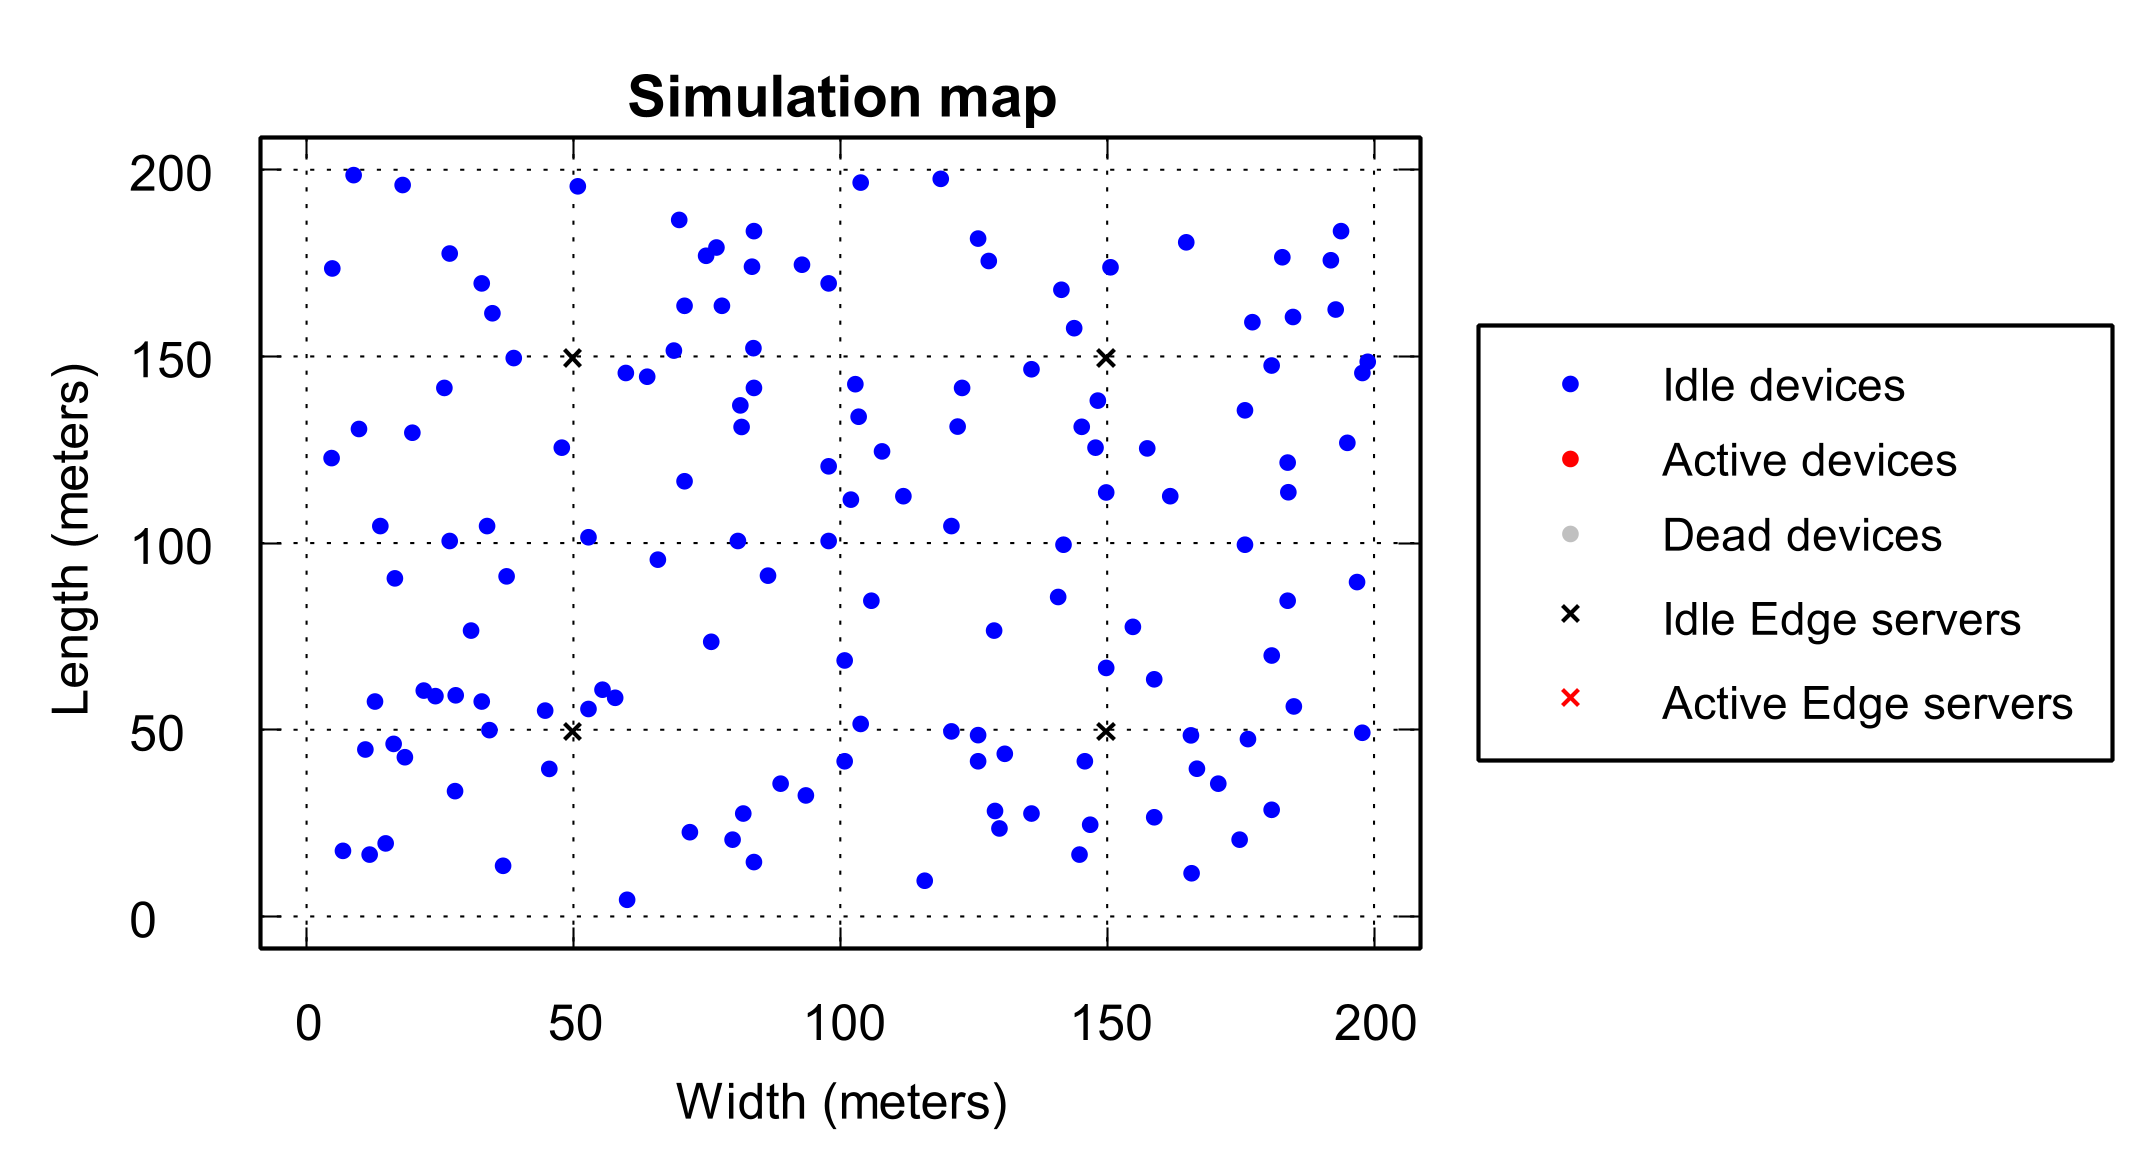 Simulation map
Length (meters)
200
150
100
50
0
0 50 100 150 200
Width (meters)
Idle devices
Active devices
Dead devices
Idle Edge servers
Active Edge servers